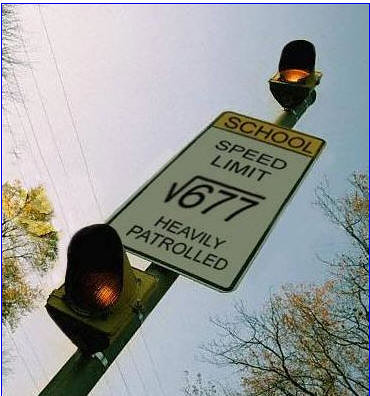 SCHOOL
SPEED
LIMIT
√677
HEAVILY
PATROLLED